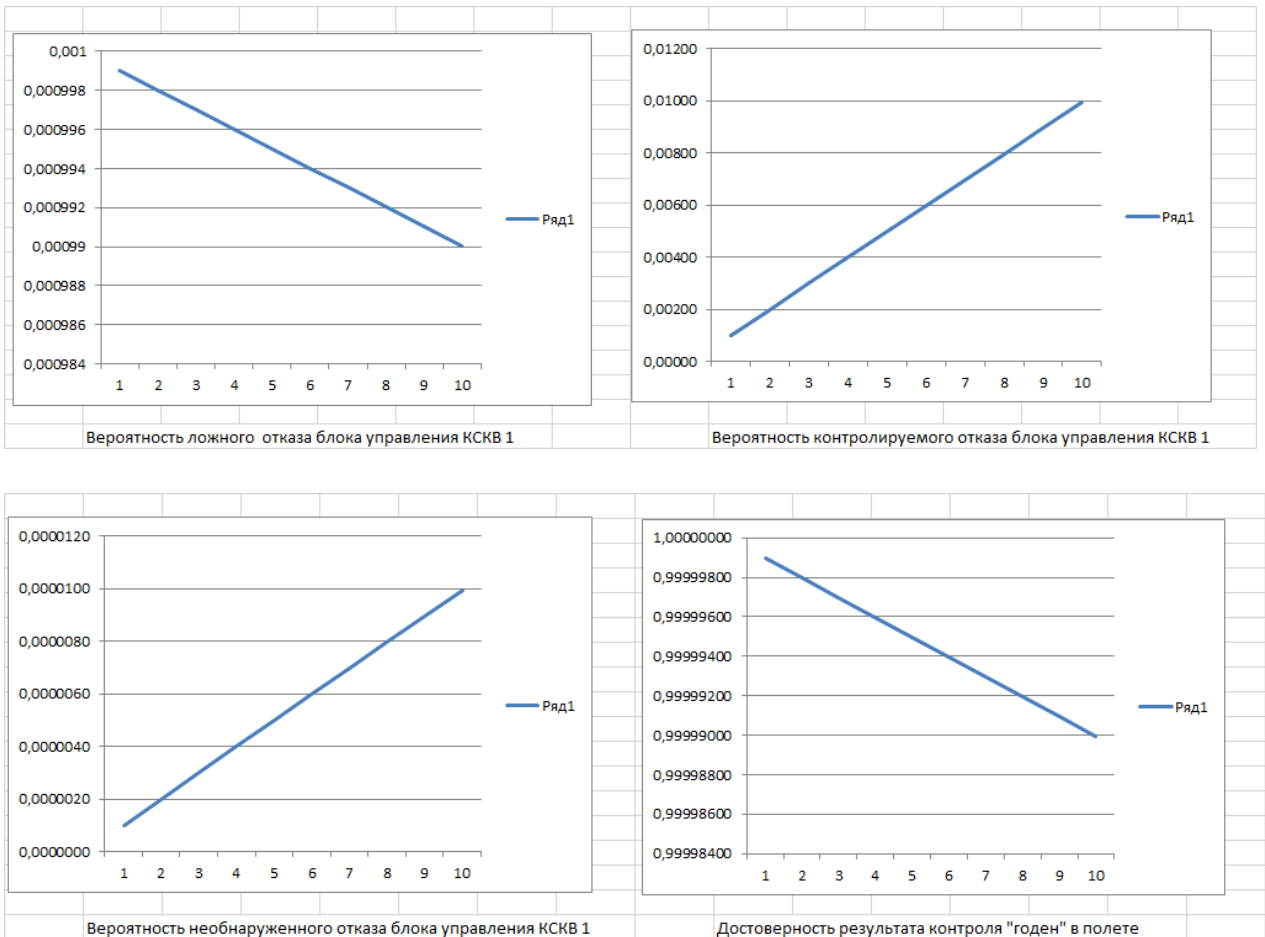 0,001
0,000998
0,000996
0,000994
0,000992
0,00099
0,000988
0,000986
0,000984
1 2 3 4 5 6 7 8 9 10
Ряд1
Вероятность ложного отказа блока управления КСКВ 1
0,01200
0,01000
0,00800
0,00600
0,00400
0,00200
0,00000
1 2 3 4 5 6 7 8 9 10
Ряд1
Вероятность контролируемого отказа блока управления КСКВ 1
0,0000120
0,0000100
0,0000080
0,0000060
0,0000040
0,0000020
0,0000000
1 2 3 4 5 6 7 8 9 10
Ряд1
Вероятность необнаруженного отказа блока управления КСКВ 1
1,00000000
0,99999800
0,99999600
0,99999400
0,99999200
0,99999000
0,99998800
0,99998600
0,99998400
1 2 3 4 5 6 7 8 9 10
Ряд1
Достоверность результата контроля "годен" в полете